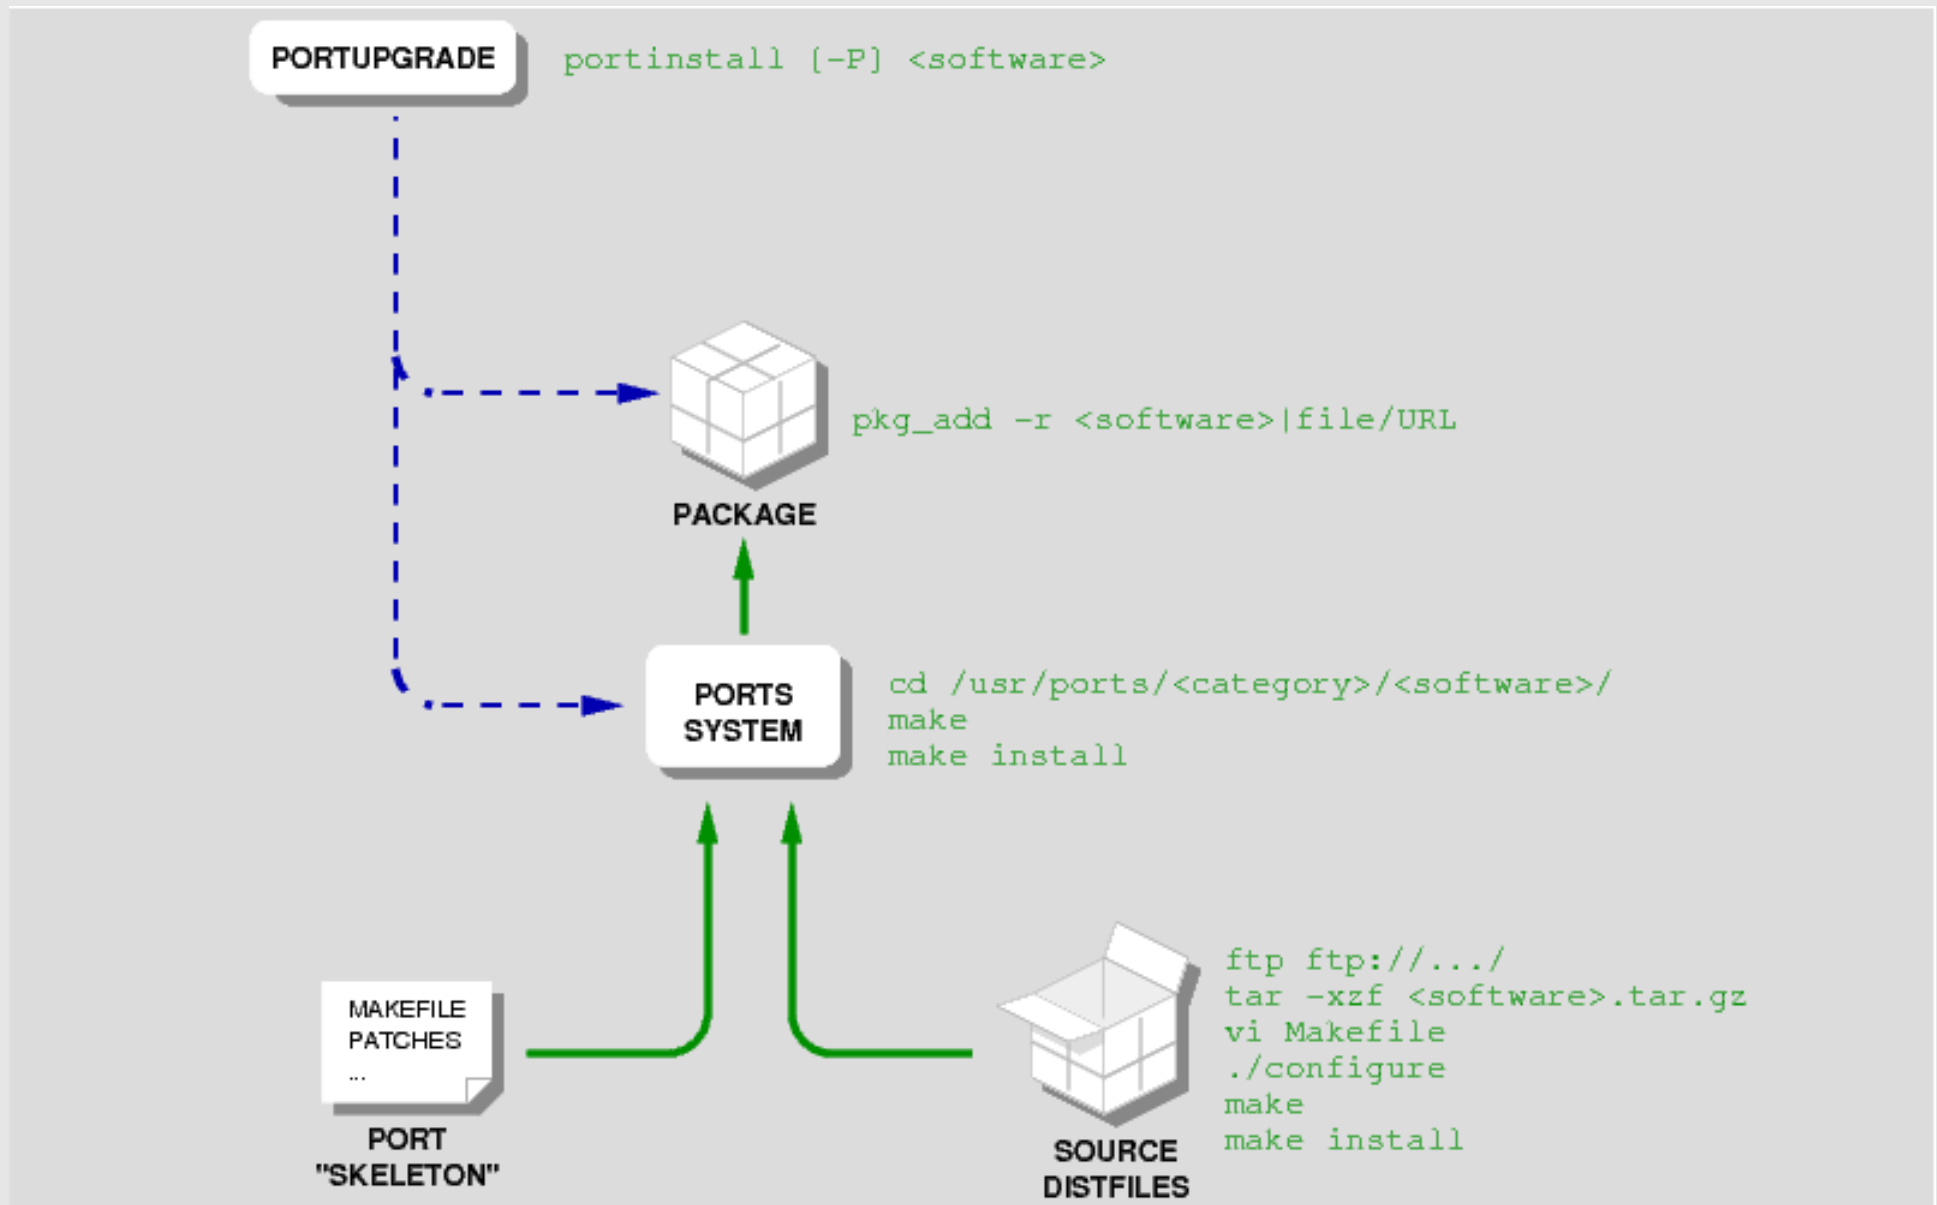 PORTUPGRADE
portinstall [-P] <software>
pkg_add -r <software>|file/URL
PACKAGE
PORTS
SYSTEM
cd /usr/ports/<category>/<software>/
make
make install
MAKEFILE
PATCHES
...
PORT
"SKELETON"
ftp ftp://.../
tar -xzf <software>.tar.gz
vi Makefile
./configure
make
make install
SOURCE
DISTFILES